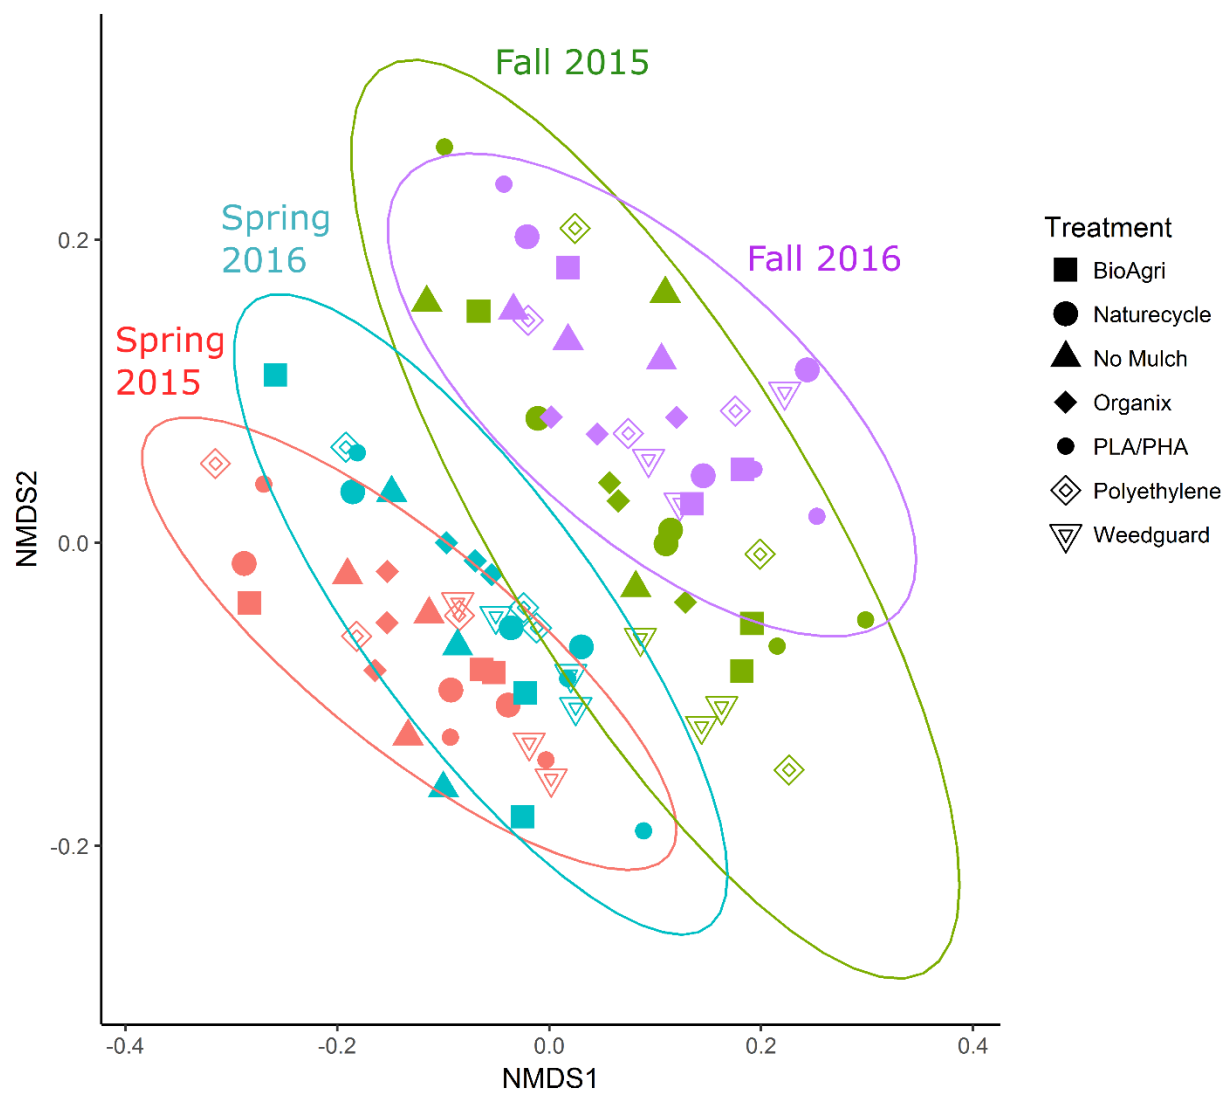 Fall 2015
Spring
2016
Fall 2016
Spring
2015
NMDS2
0.2
0.0
-0.2
-0.4
-0.2
0.0
0.2
0.4
NMDS1
Treatment
BioAgri
Naturecycle
No Mulch
Organix
PLA/PHA
Polyethylene
Weedguard